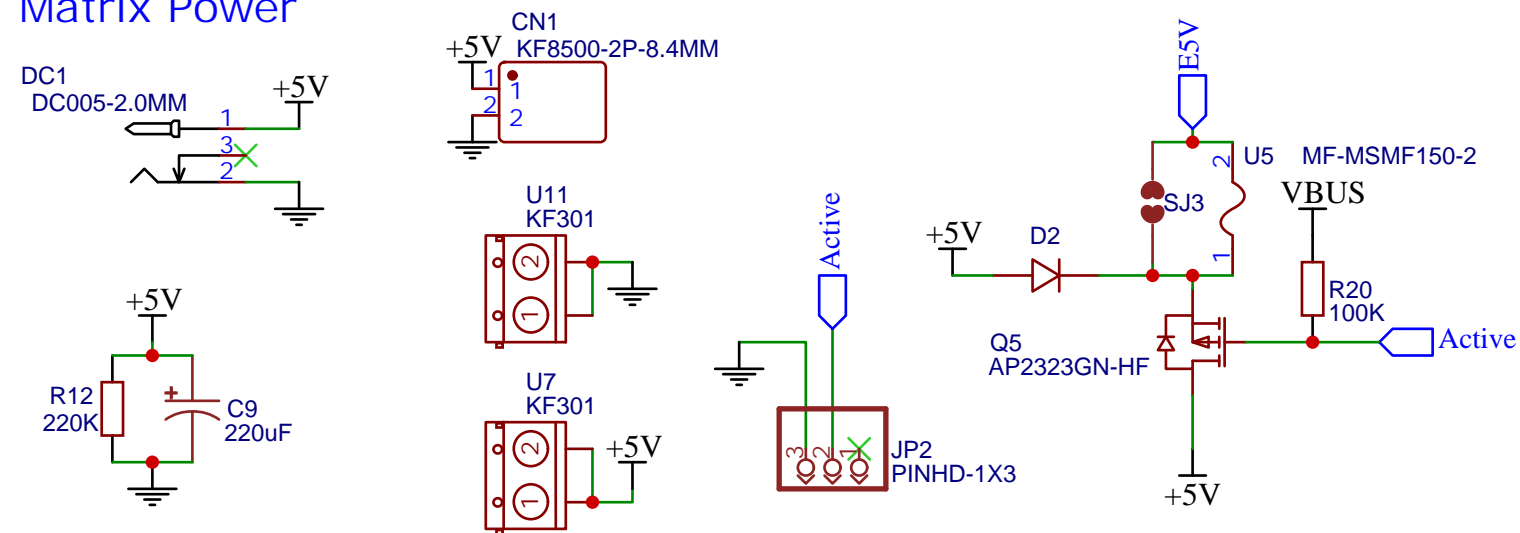 Matrix Power
DC1
DC005-2.0MM
+5V
1
3
2
CN1
+5V
KF8500-2P-8.4MM
1
1
2
2
U11
KF301
2
1
+5V
R12
220K
C9
220uF
U7
KF301
2
1
+5V
Active
3
2
1
JP2
PINHD-1X3
E5V
2
U5
MF-MSMF150-2
SJ3
1
VBUS
+5V
D2
R20
100K
Q5
AP2323GN-HF
Active
+5V